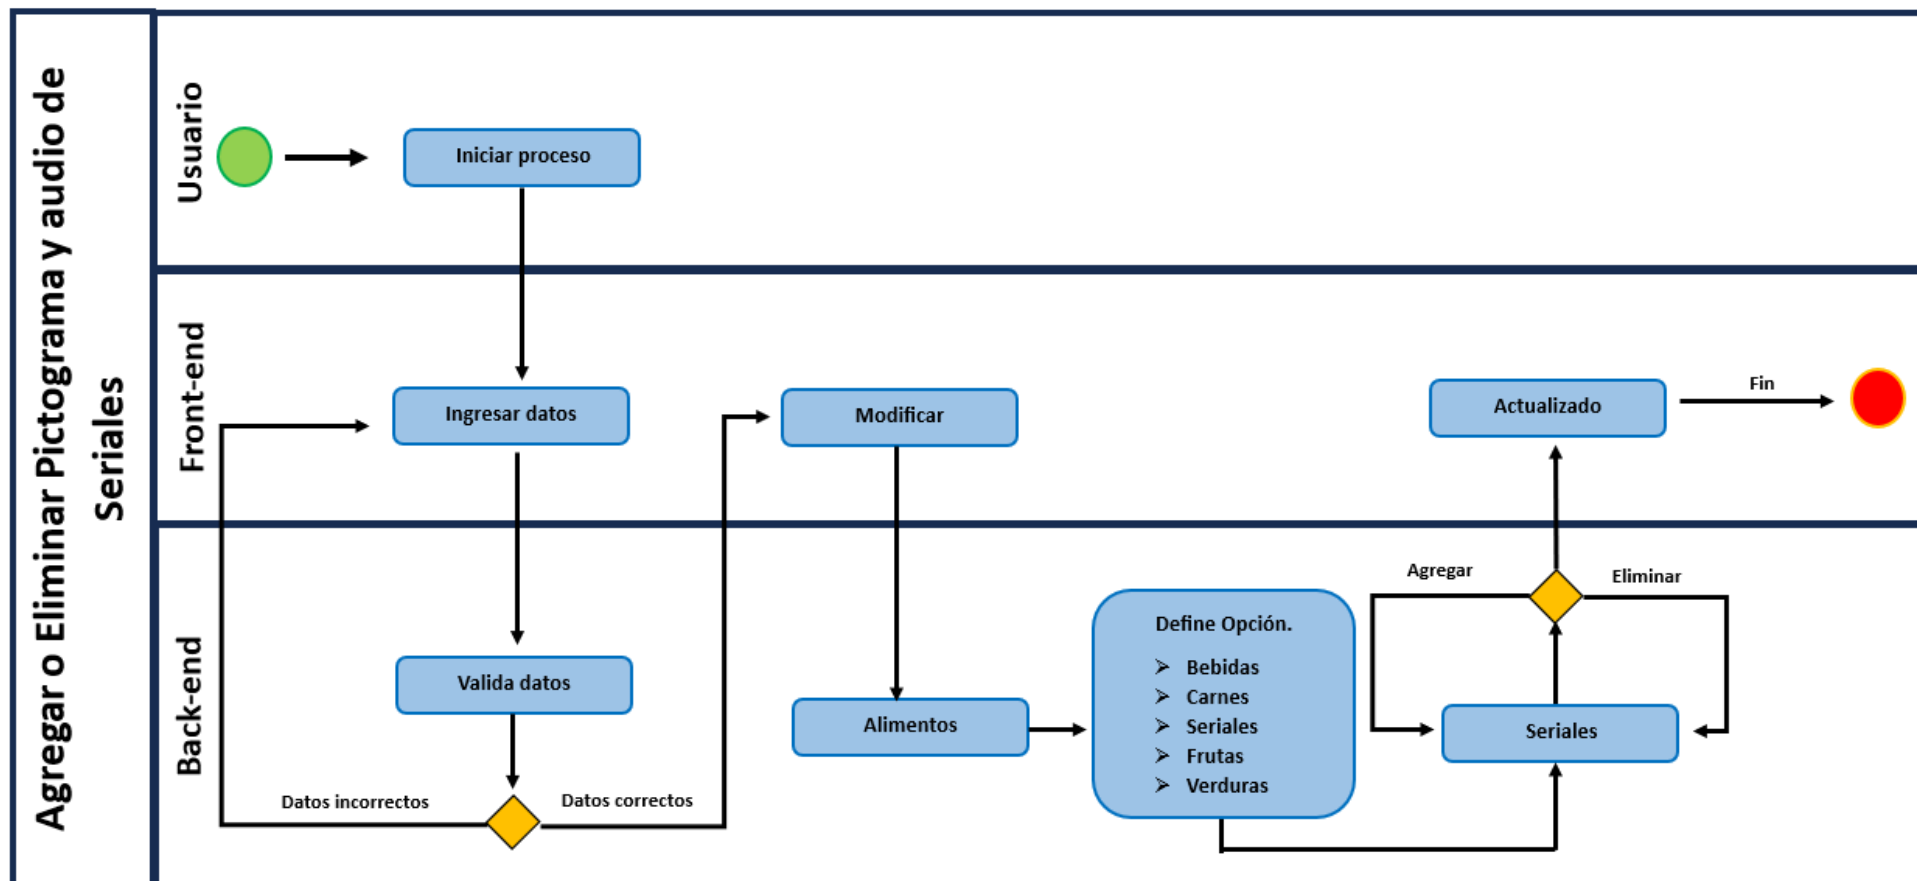 Agregar o Eliminar Pictograma y audio de
Seriales
Usuario
Iniciar proceso
Front-end
Ingresar datos
Modificar
Actualizado
Fin
Back-end
Valida datos
Datos incorrectos
Datos correctos
Alimentos
Define Opción.
➢ Bebidas
➢ Carnes
➢ Seriales
➢ Frutas
➢ Verduras
Agregar
Eliminar
Seriales